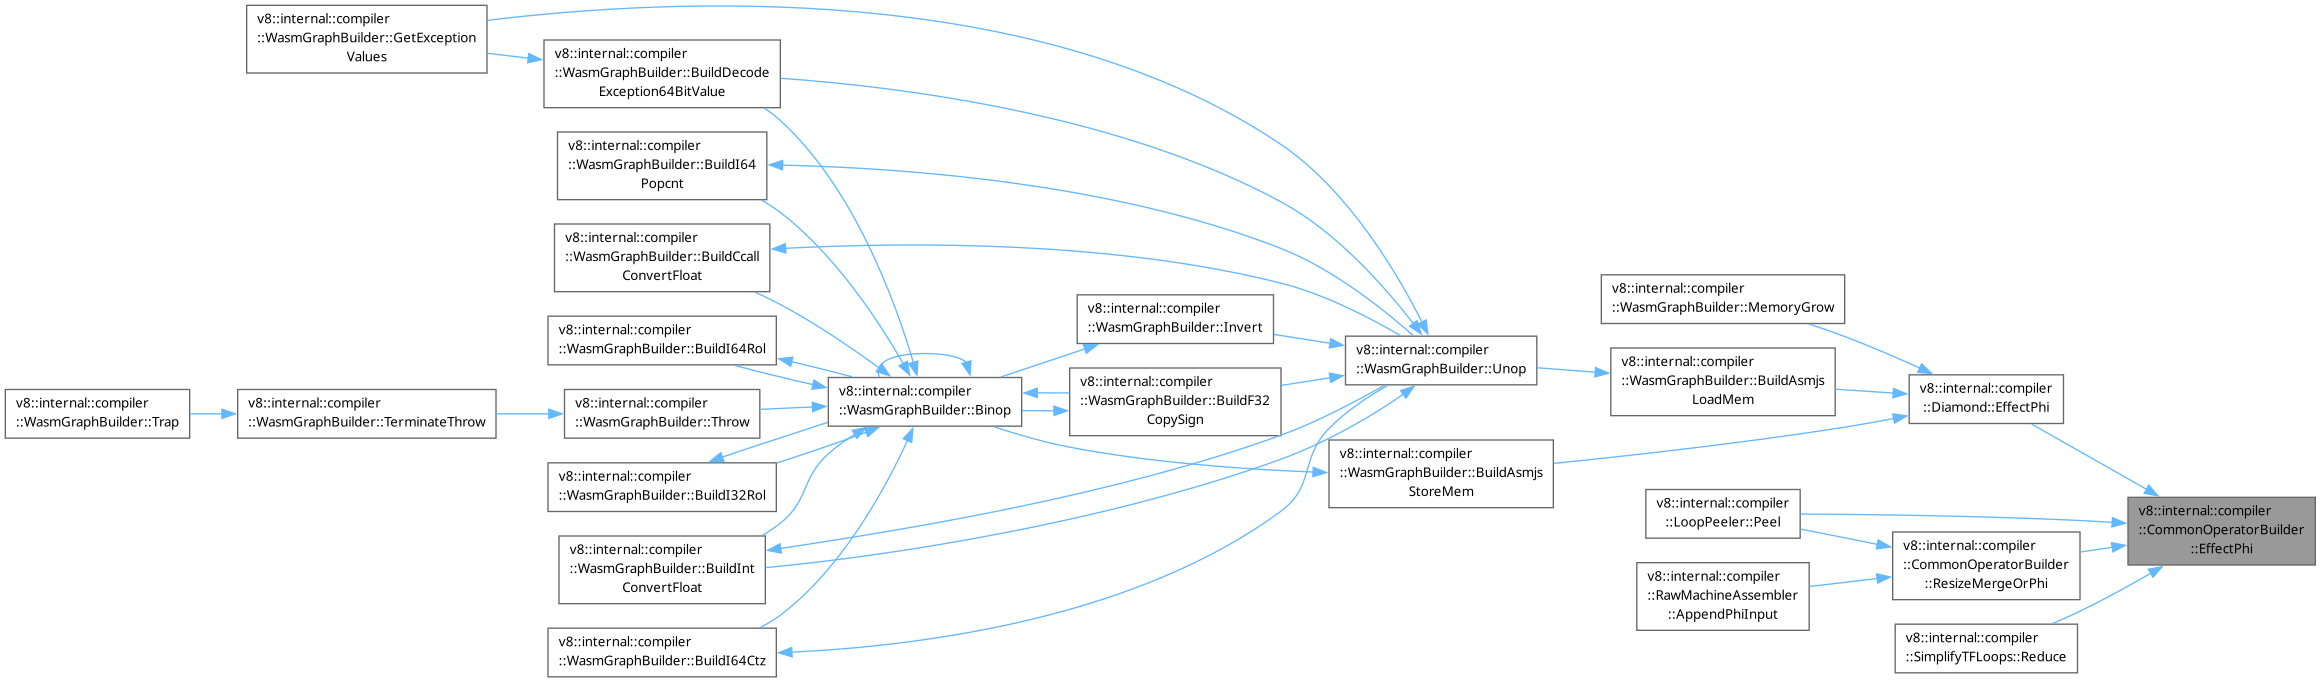 v8::internal::compiler
::WasmGraphBuilder::GetException
Values
v8::internal::compiler
::WasmGraphBuilder::BuildDecode
Exception64BitValue
v8::internal::compiler
::WasmGraphBuilder::BuildI64
Popcnt
v8::internal::compiler
::WasmGraphBuilder::BuildCcall
ConvertFloat
v8::internal::compiler
::WasmGraphBuilder::BuildI64Rol
v8::internal::compiler
::WasmGraphBuilder::Trap
v8::internal::compiler
::WasmGraphBuilder::TerminateThrow
v8::internal::compiler
::WasmGraphBuilder::Throw
v8::internal::compiler
::WasmGraphBuilder::BuildI32Rol
v8::internal::compiler
::WasmGraphBuilder::BuildInt
ConvertFloat
v8::internal::compiler
::WasmGraphBuilder::BuildI64Ctz
v8::internal::compiler
::WasmGraphBuilder::Binop
v8::internal::compiler
::WasmGraphBuilder::Invert
v8::internal::compiler
::WasmGraphBuilder::BuildF32
CopySign
v8::internal::compiler
::WasmGraphBuilder::Unop
v8::internal::compiler
::WasmGraphBuilder::BuildAsmjs
StoreMem
v8::internal::compiler
::WasmGraphBuilder::MemoryGrow
v8::internal::compiler
::WasmGraphBuilder::BuildAsmjs
LoadMem
v8::internal::compiler
::Diamond::EffectPhi
v8::internal::compiler
::LoopPeeler::Peel
v8::internal::compiler
::RawMachineAssembler
::AppendPhiInput
v8::internal::compiler
::CommonOperatorBuilder
::ResizeMergeOrPhi
v8::internal::compiler
::SimplifyTFLoops::Reduce
v8::internal::compiler
::CommonOperatorBuilder
::EffectPhi